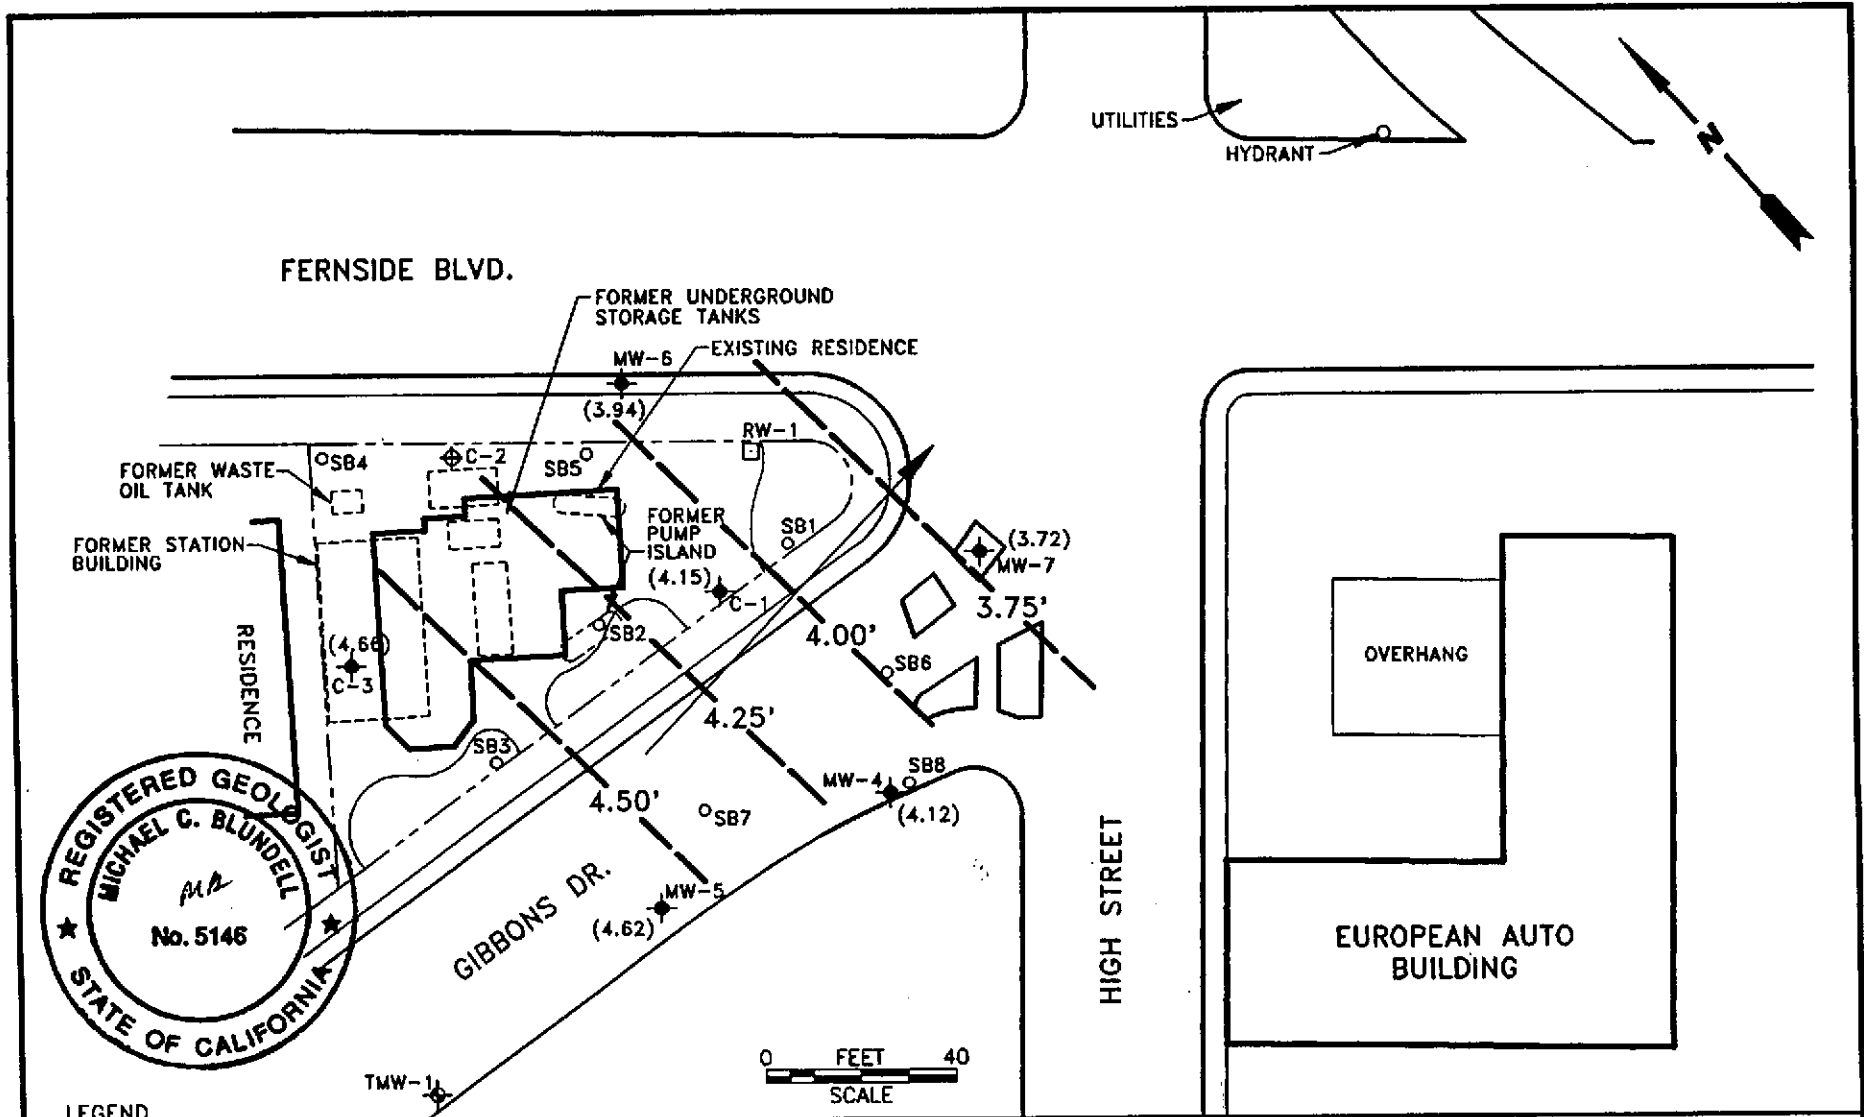 UTILITIES
HYDRANT
N
FERNSIDE BLVD.
FORMER UNDERGROUND
STORAGE TANKS
EXISTING RESIDENCE
MW-6
(3.94)
RW-1
SB4
C-2
SB5
FORMER WASTE
OIL TANK
FORMER
PUMP
ISLAND
SB1
(3.72)
MW-7
FORMER STATION
BUILDING
(4.15)
C-1
3.75'
SB2
4.00'
RESIDENCE
(4.66)
C-3
SB6
OVERHANG
4.25'
SB3
MW-4
SB8
(4.12)
4.50'
SB7
REGISTERED GEOLOGIST
MICHAEL C. BLUNDELL
No. 5146
STATE OF CALIFORNIA
MW-5
(4.62)
GIBBONS DR.
HIGH STREET
EUROPEAN AUTO
BUILDING
0 FEET 40
SCALE
TMW-1
LEGEND